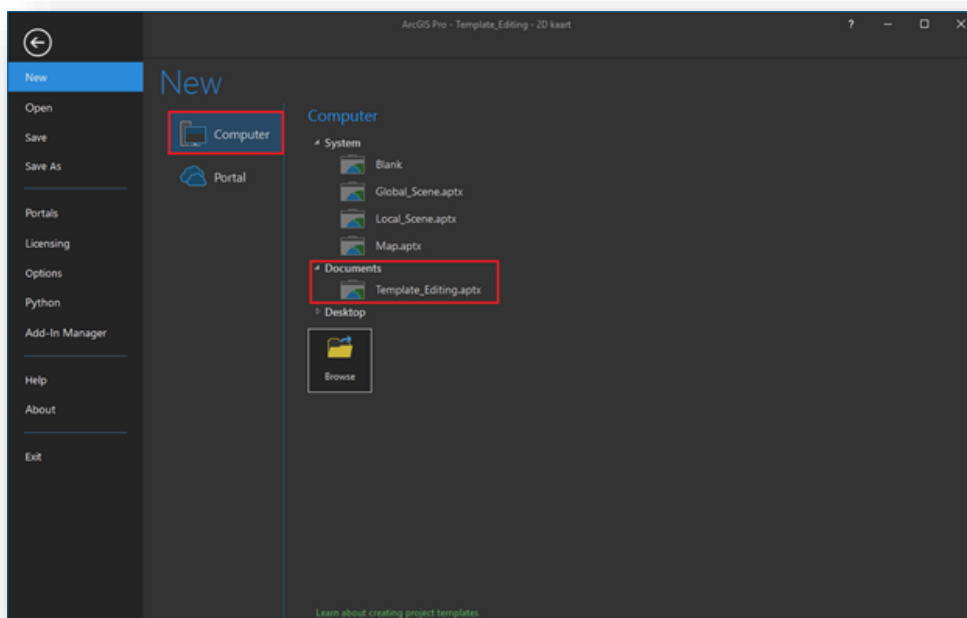 ArcGIS Pro - Template_Editing - 2D kaart
?
New
Open
Save
Save As
Portals
Licensing
Options
Python
Add-In Manager
Help
About
Exit
New
Computer
Portal
Computer
System
Blank
Global_Scene.aptx
Local_Scene.aptx
Map.aptx
Documents
Template_Editing.aptx
Desktop
Browse
Learn about creating project templates